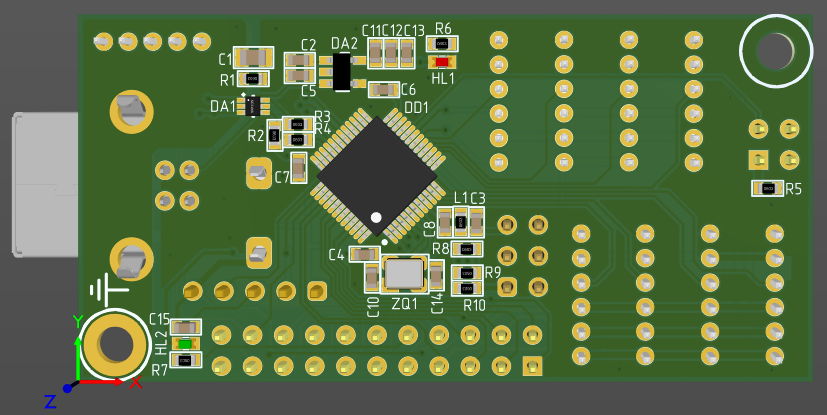 C11 C12 C13 R6
C1 C2 DA2
R1 C5 C6 HL1
DA1 DD1
R2 R3
R4
C7 R5
L1 C3
C8
C4 R8
R9
C10 ZQ1 C14 R10
C15
HL2
R7
Y
X
Z